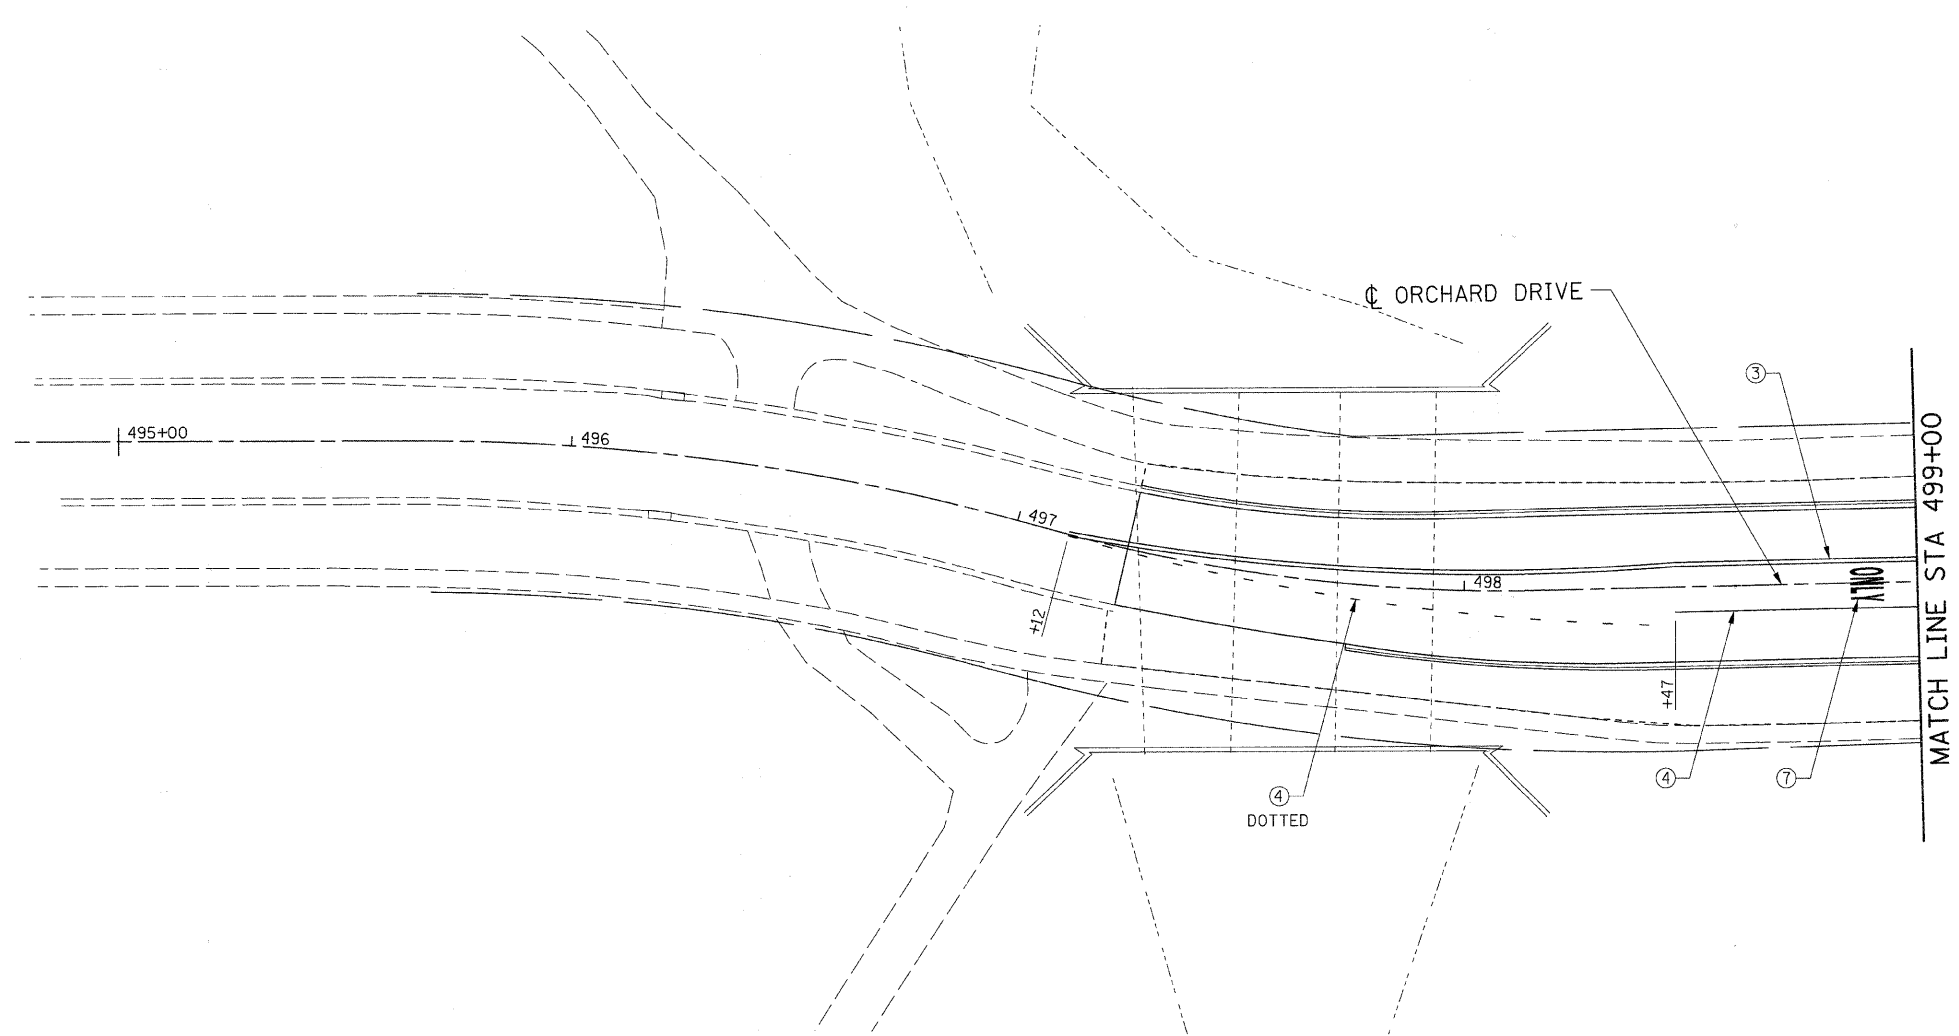 ℄ ORCHARD DRIVE
3
495+00
496
497
498
ONLY
+12
+47
4
DOTTED
4
7
MATCH LINE STA 499+00